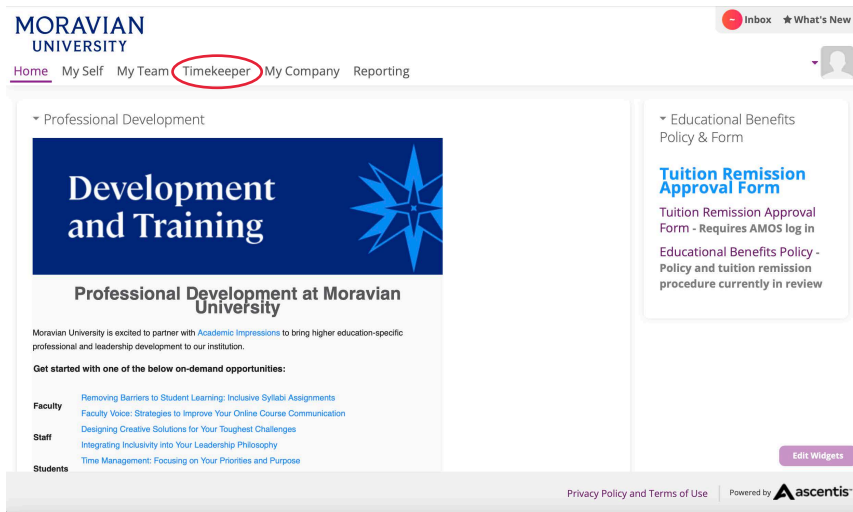 MORAVIAN
UNIVERSITY
Inbox ★ What's New
Home My Self My Team Timekeeper My Company Reporting
Professional Development
Development
and Training
Professional Development at Moravian
University
Moravian University is excited to partner with Academic Impressions to bring higher education-specific
professional and leadership development to our institution.
Get started with one of the below on-demand opportunities:
Faculty
Removing Barriers to Student Learning: Inclusive Syllabi Assignments
Faculty Voice: Strategies to Improve Your Online Course Communication
Staff
Designing Creative Solutions for Your Toughest Challenges
Integrating Inclusivity into Your Leadership Philosophy
Students
Time Management: Focusing on Your Priorities and Purpose
Educational Benefits
Policy & Form
Tuition Remission
Approval Form
Tuition Remission Approval
Form - Requires AMOS log in
Educational Benefits Policy -
Policy and tuition remission
procedure currently in review
Edit Widgets
Privacy Policy and Terms of Use
Powered by ascentis™